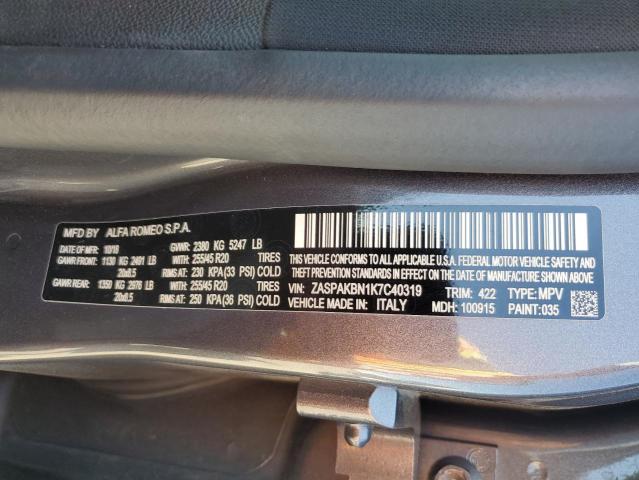 MFD BY ALFA ROMEO S.P.A.
DATE OF MFR: 10/18 GVWR: 2380 KG 5247 LB
GAWR FRONT: 1130 KG 2491 LB WITH: 255/45 R20 TIRES
20x8.5 RIMS AT: 230 KPA(33 PSI) COLD
GAWR REAR: 1350 KG 2976 LB WITH: 255/45 R20 TIRES
20x8.5 RIMS AT: 250 KPA(36 PSI) COLD
THIS VEHICLE CONFORMS TO ALL APPLICABLE U.S.A. FEDERAL MOTOR VEHICLE SAFETY
AND THEFT PREVENTION STANDARDS IN EFFECT ON THE DATE OF MANUFACTURE SHOWN ABOVE
VIN: ZASPAKBN1K7C40319 TRIM: 422 TYPE: MPV
VEHICLE MADE IN: ITALY MDH: 100915 PAINT: 035